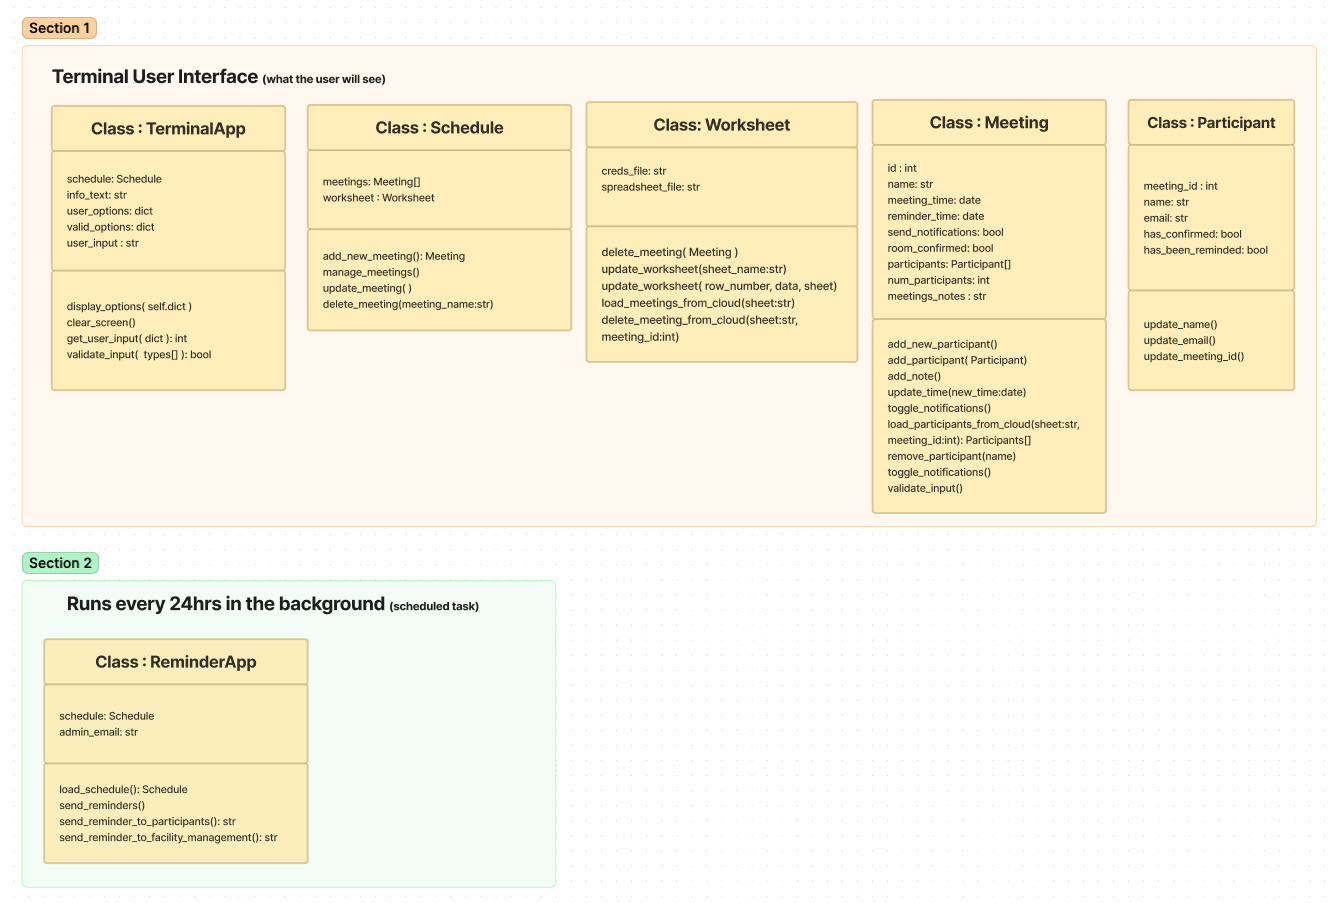 Section 1
Terminal User Interface (what the user will see)
Class : TerminalApp
schedule: Schedule
info_text: str
user_options: dict
valid_options: dict
user_input : str
display_options( self.dict )
clear_screen()
get_user_input( dict ): int
validate_input(  types[] ): bool
Class : Schedule
meetings: Meeting[]
worksheet : Worksheet
add_new_meeting(): Meeting
manage_meetings()
update_meeting( )
delete_meeting(meeting_name:str)
Class: Worksheet
creds_file: str
spreadsheet_file: str
delete_meeting( Meeting )
update_worksheet(sheet_name:str)
update_worksheet( row_number, data, sheet)
load_meetings_from_cloud(sheet:str)
delete_meeting_from_cloud(sheet:str,
meeting_id:int)
Class : Meeting
id : int
name: str
meeting_time: date
reminder_time: date
send_notifications: bool
room_confirmed: bool
participants: Participant[]
num_participants: int
meetings_notes : str
add_new_participant()
add_participant( Participant)
add_note()
update_time(new_time:date)
toggle_notifications()
load_participants_from_cloud(sheet:str,
meeting_id:int): Participants[]
remove_participant(name)
toggle_notifications()
validate_input()
Class : Participant
meeting_id : int
name: str
email: str
has_confirmed: bool
has_been_reminded: bool
update_name()
update_email()
update_meeting_id()
Section 2
Runs every 24hrs in the background (scheduled task)
Class : ReminderApp
schedule: Schedule
admin_email: str
load_schedule(): Schedule
send_reminders()
send_reminder_to_participants(): str
send_reminder_to_facility_management(): str